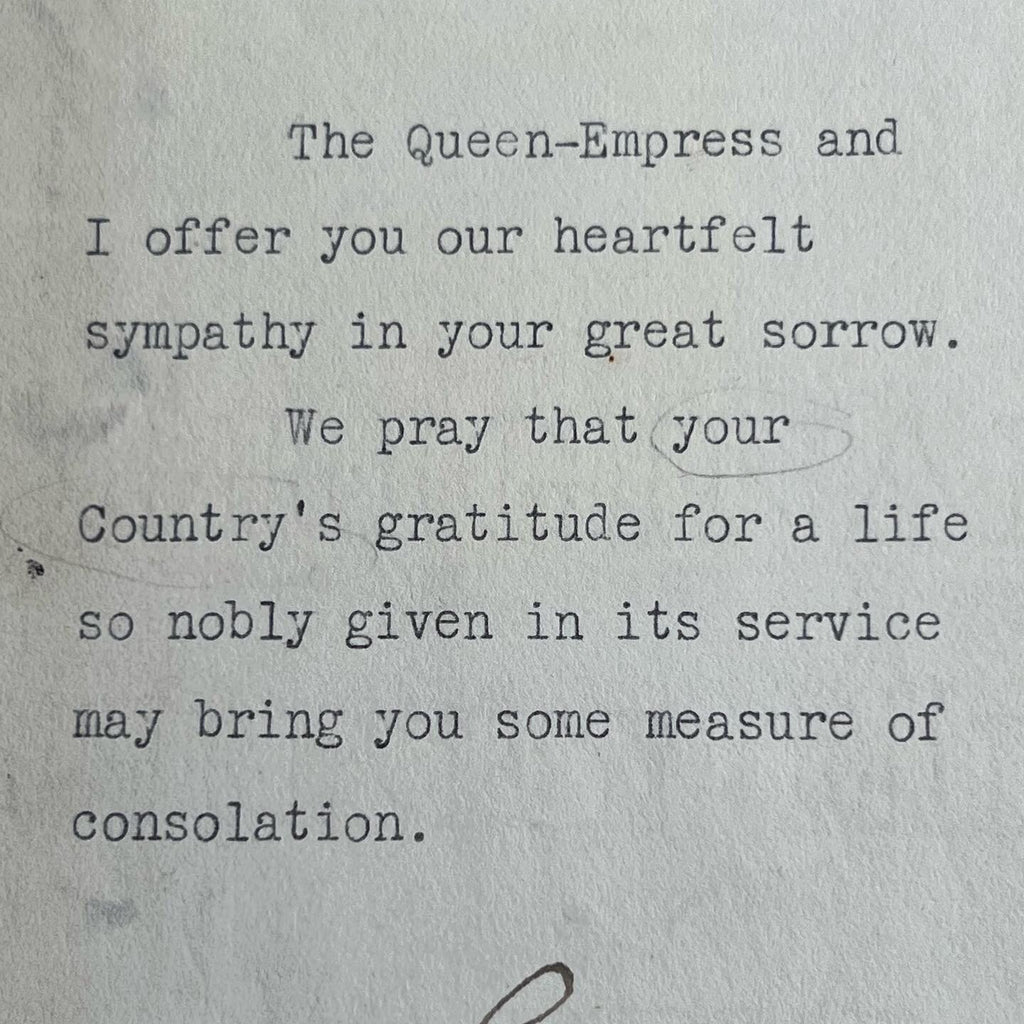 The Queen-Empress and
I offer you our heartfelt
sympathy in your great sorrow.
We pray that your
Country's gratitude for a life
so nobly given in its service
may bring you some measure of
consolation.